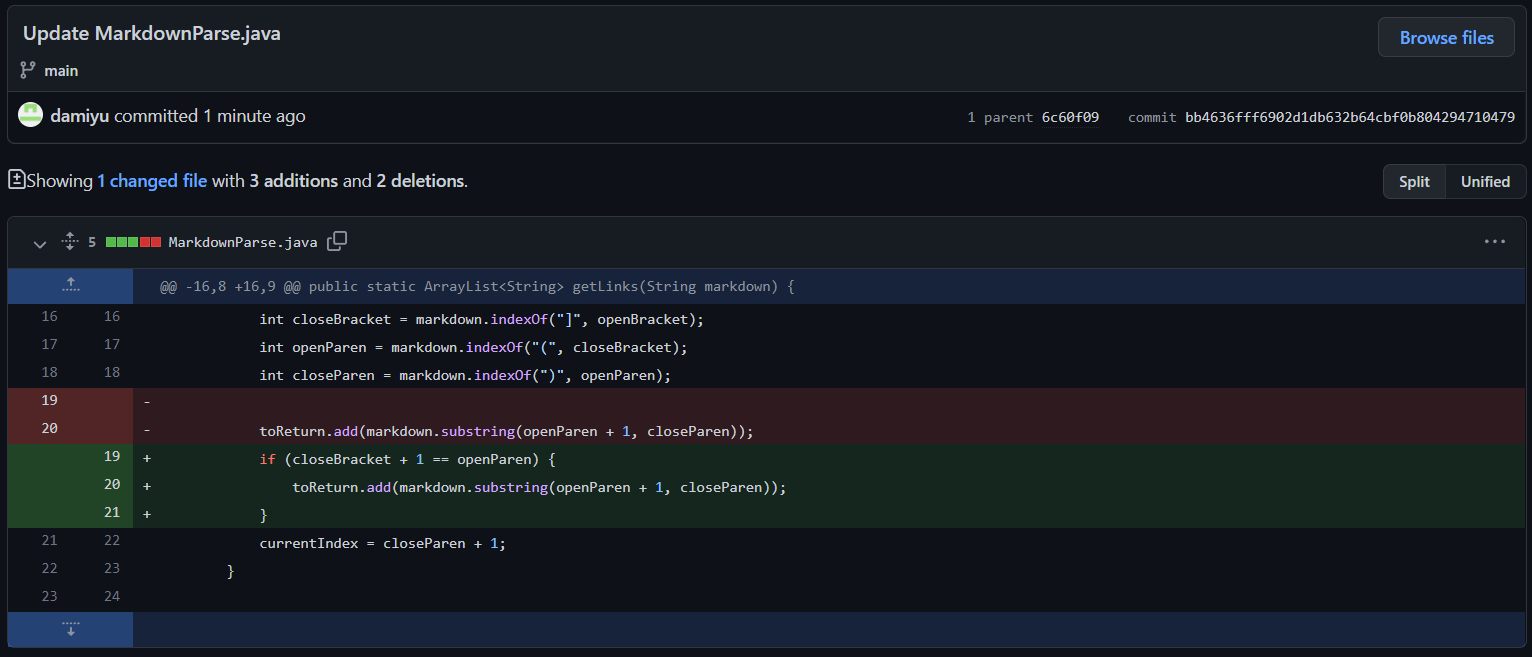 Update MarkdownParse.java
Browse files
main
damiyu committed 1 minute ago
1 parent 6c60f09 commit bb4636fff6902d1db632b64cbf0b804294710479
Showing 1 changed file with 3 additions and 2 deletions.
Split Unified
5 MarkdownParse.java
@@ -16,8 +16,9 @@ public static ArrayList<String> getLinks(String markdown) {
16 16 int closeBracket = markdown.indexOf("]", openBracket);
17 17 int openParen = markdown.indexOf("(", closeBracket);
18 18 int closeParen = markdown.indexOf(")", openParen);
19 -
20 - toReturn.add(markdown.substring(openParen + 1, closeParen));
19 + if (closeBracket + 1 == openParen) {
20 + toReturn.add(markdown.substring(openParen + 1, closeParen));
21 + }
21 22 currentIndex = closeParen + 1;
22 23 }
23 24